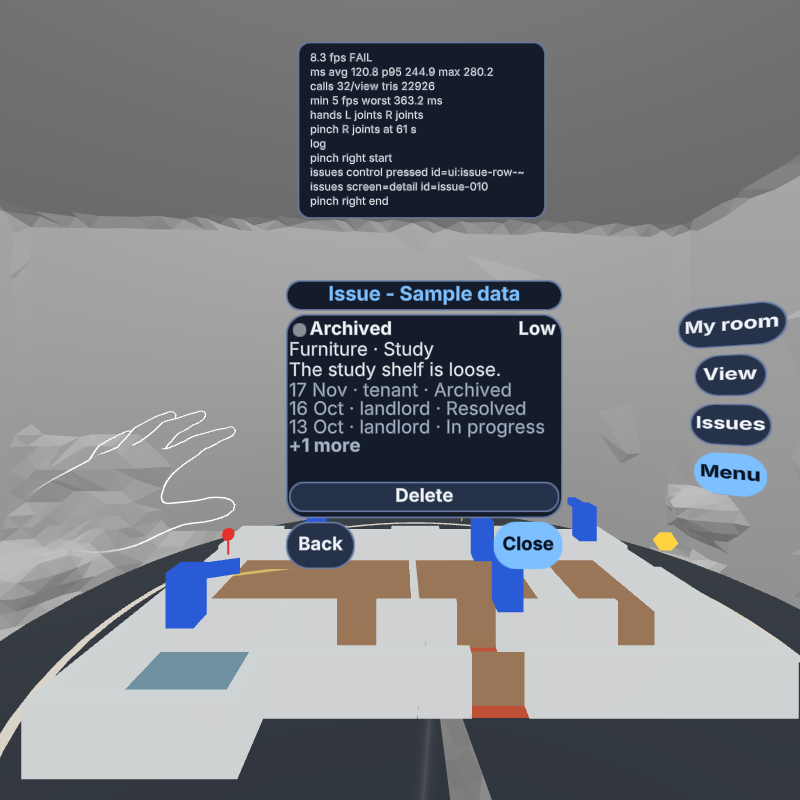 8.3 fps FAIL
ms avg 120.8 p95 244.9 max 280.2
calls 32/view tris 22926
min 5 fps worst 363.2 ms
hands L joints R joints
pinch R joints at 61 s
log
pinch right start
issues control pressed id=ui:issue-row-~
issues screen=detail id=issue-010
pinch right end
Issue - Sample data
Archived Low
Furniture · Study
The study shelf is loose.
17 Nov · tenant · Archived
16 Oct · landlord · Resolved
13 Oct · landlord · In progress
+1 more
Delete
Back Close
My room
View
Issues
Menu